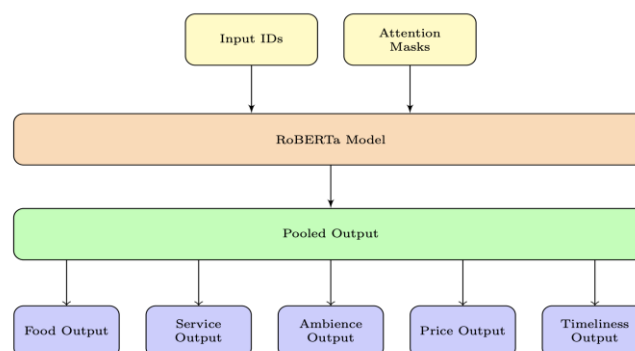 Input IDs
Attention
Masks
RoBERTa Model
Pooled Output
Food Output
Service
Output
Ambience
Output
Price Output
Timeliness
Output